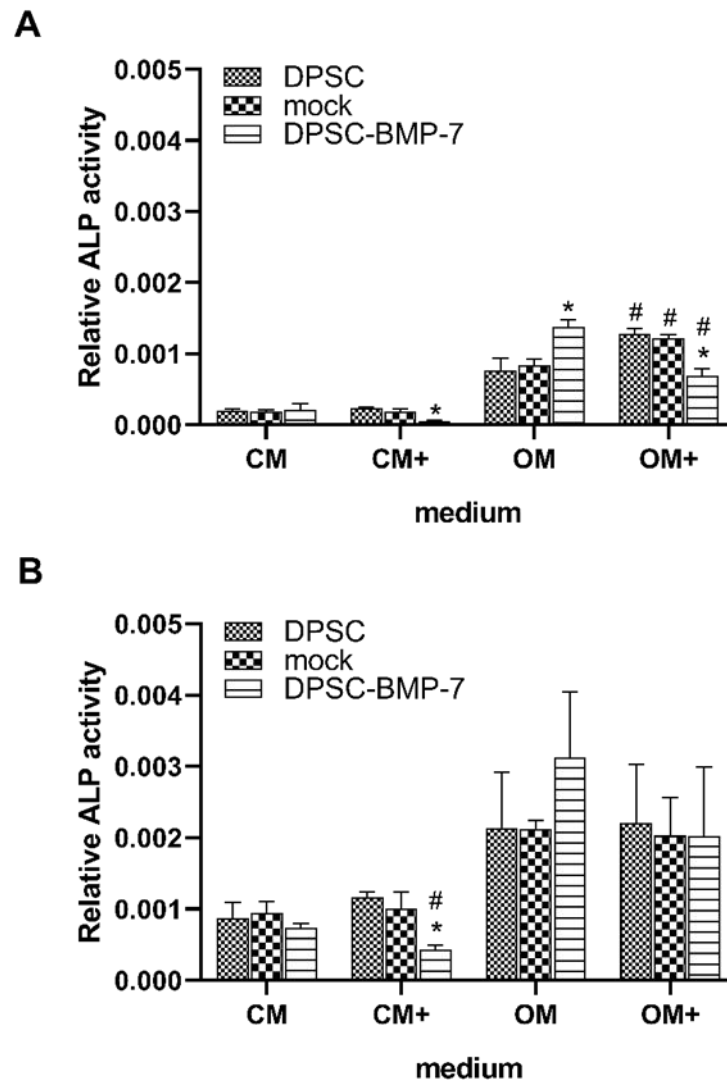 A
Relative ALP activity
0.005
0.004
0.003
0.002
0.001
0.000
DPSC
mock
DPSC-BMP-7
*
*
# # #
*
CM CM+ OM OM+
medium
B
Relative ALP activity
0.005
0.004
0.003
0.002
0.001
0.000
DPSC
mock
DPSC-BMP-7
#
*
CM CM+ OM OM+
medium